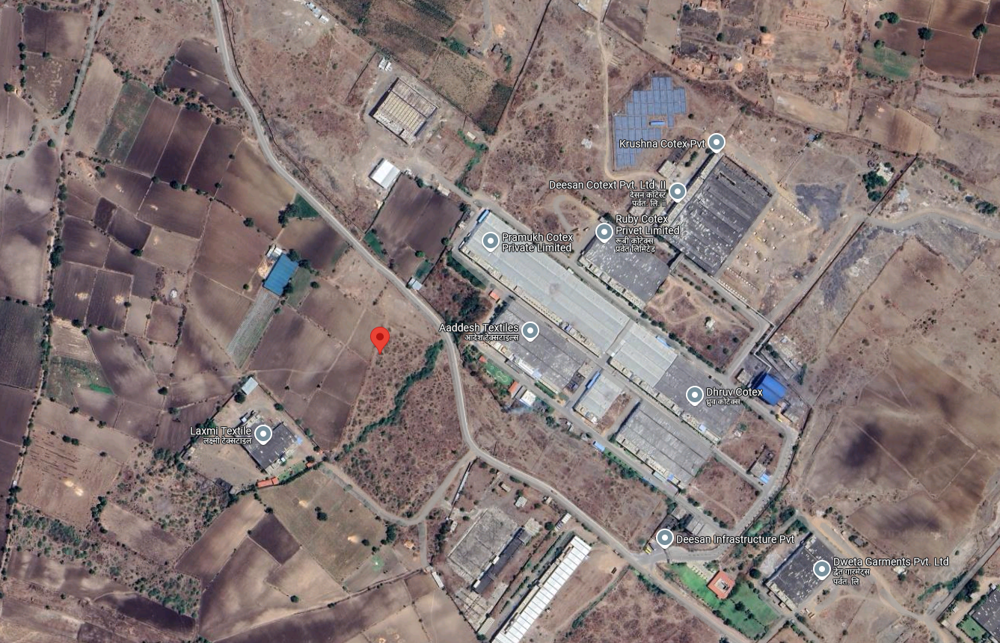 Krushna Cotex Pvt
Deesan Cotext Pvt. Ltd, II
देसन कॉटेस्ट
पर्वत. लि. ii
Ruby Cotex
Privet Limited
रूबी कोटेक्स
प्रवेत लिमिटेड
Pramukh Cotex
Private Limited
Aaddesh Textiles
आदेश टेक्सटाइल्स
Dhruv Cotex
ध्रुव कोटेक्स
Laxmi Textile
लक्ष्मी टेक्सटाइल
Deesan Infrastructure Pvt
Dweta Garments Pvt. Ltd
द्वेत गारमेंट्स
पर्वत. लि